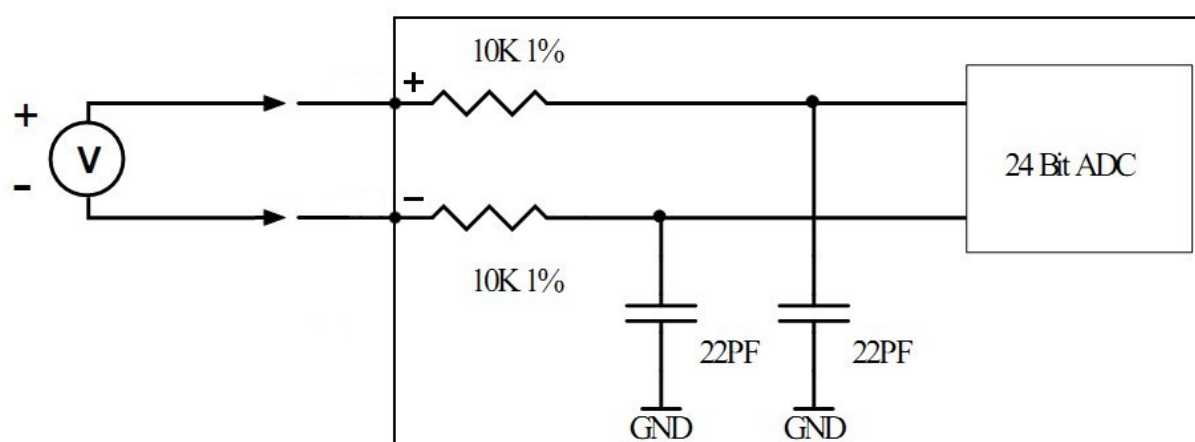 10K 1%
+
+
V
-
-
24 Bit ADC
10K 1%
22PF
22PF
GND
GND